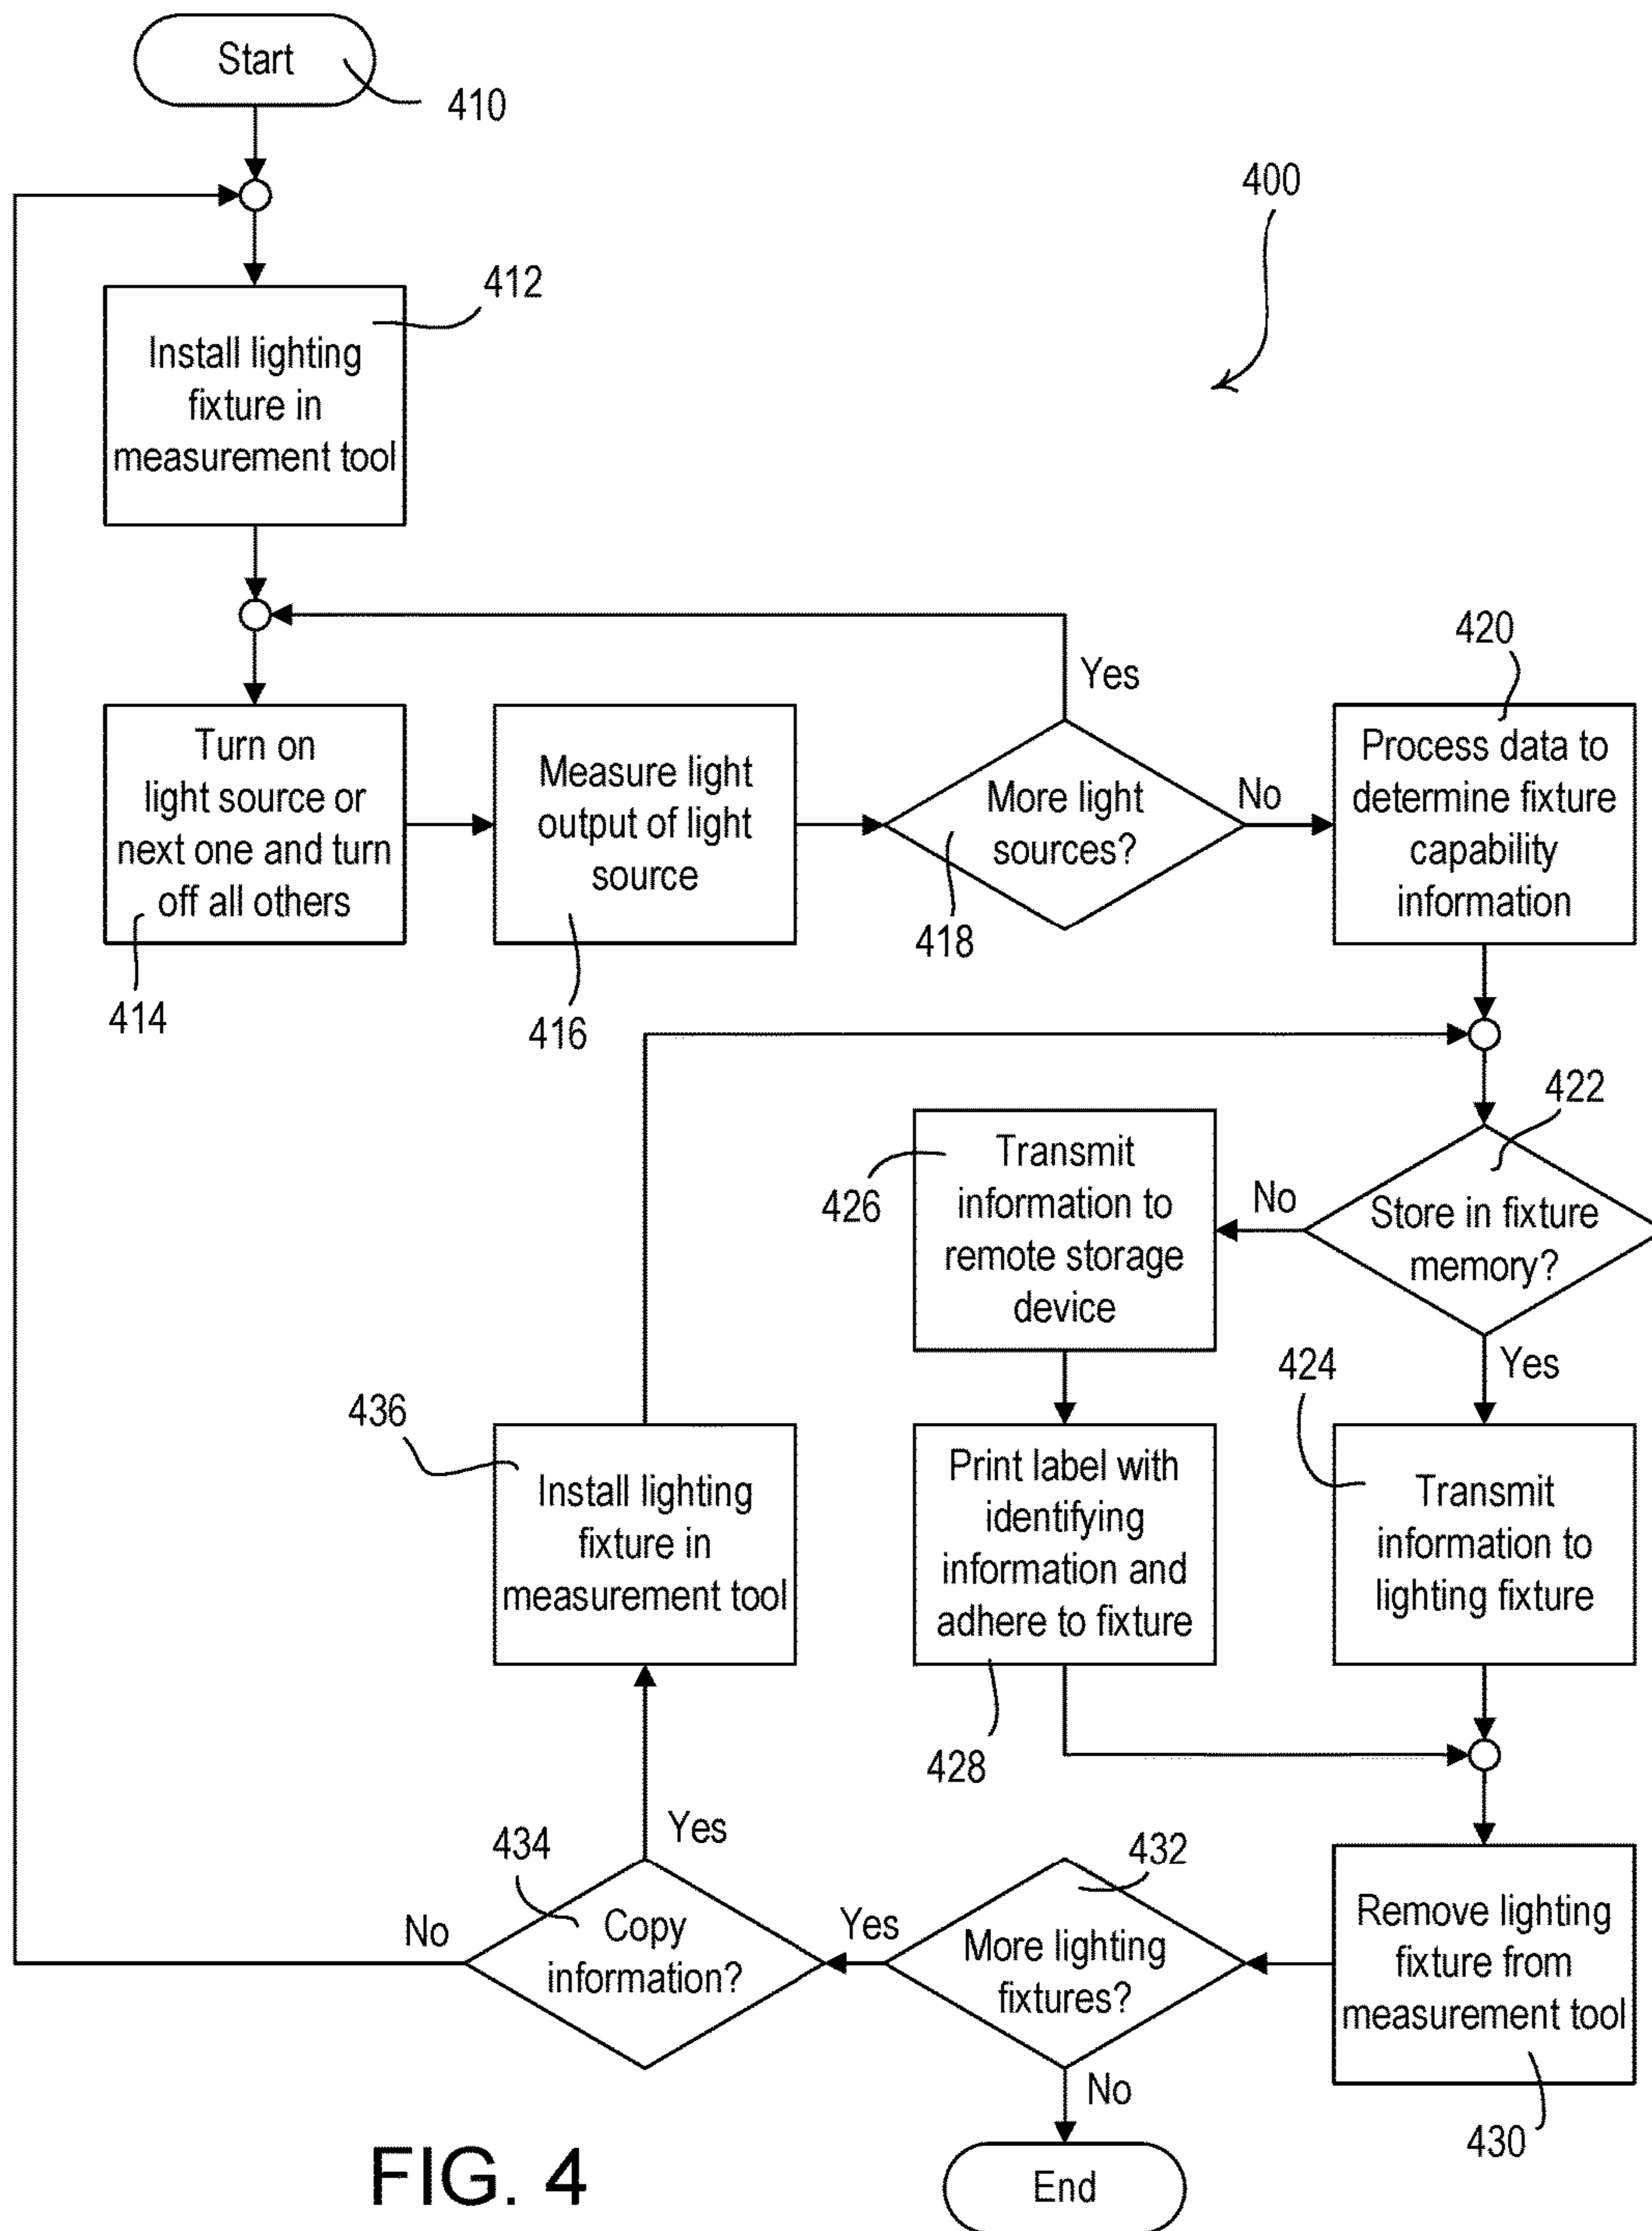 Start
410
400
412
Install lighting
fixture in
measurement tool
420
Yes
Turn on
light source or
next one and turn
off all others
Measure light
output of light
source
More light
sources?
No
Process data to
determine fixture
capability
information
414
416
418
422
Transmit
information to
remote storage
device
426
No
Store in fixture
memory?
Yes
424
436
Install lighting
fixture in
measurement tool
Print label with
identifying
information and
adhere to fixture
Transmit
information to
lighting fixture
428
Yes
434
432
No
Copy
information?
Yes
More lighting
fixtures?
Remove lighting
fixture from
measurement tool
No
430
FIG. 4
End